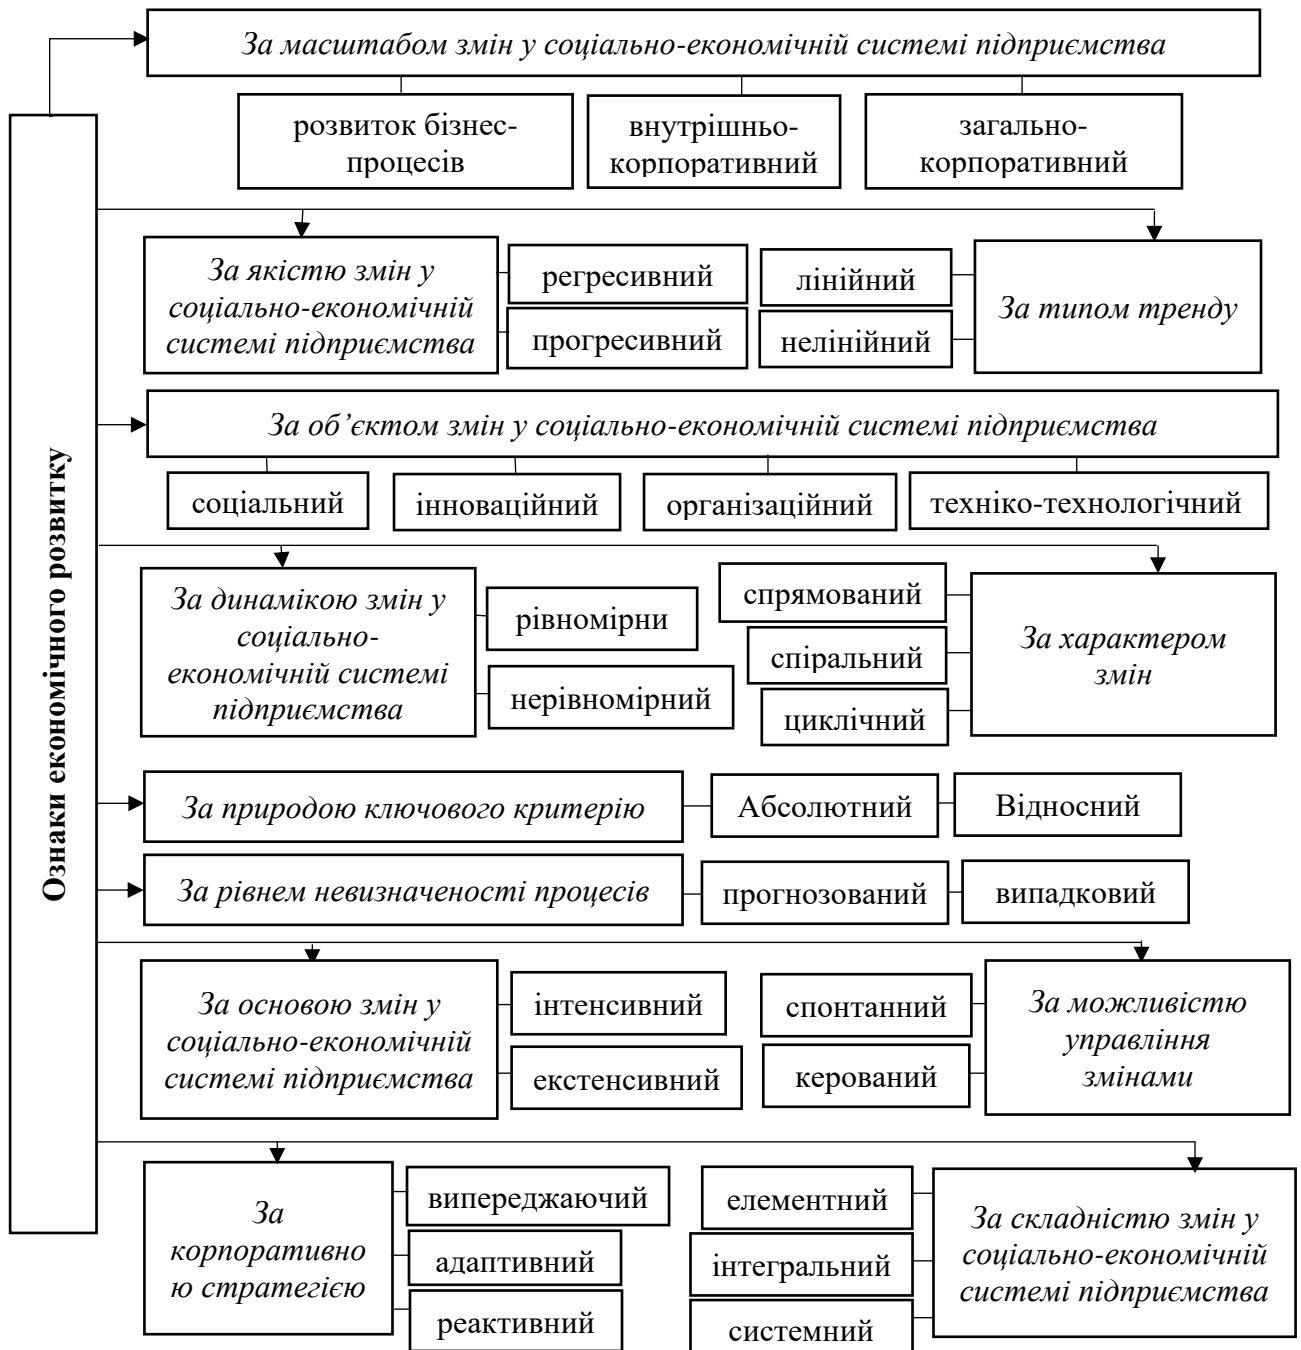 За масштабом змін у соціально-економічній системі підприємства
розвиток бізнес-
процесів
внутрішньо-
корпоративний
загально-
корпоративний
Ознаки економічного розвитку
За якістю змін у
соціально-економічній
системі підприємства
регресивний
прогресивний
лінійний
нелінійний
За типом тренду
За об’єктом змін у соціально-економічній системі підприємства
соціальний
інноваційний
організаційний
техніко-технологічний
За динамікою змін у
соціально-
економічній системі
підприємства
рівномірни
нерівномірний
спрямований
спіральний
циклічний
За характером
змін
За природою ключового критерію
Абсолютний
Відносний
За рівнем невизначеності процесів
прогнозований
випадковий
За основою змін у
соціально-економічній
системі підприємства
інтенсивний
екстенсивний
спонтанний
керований
За можливістю
управління
змінами
За
корпоративно
ю стратегією
випереджаючий
адаптивний
реактивний
елементний
інтегральний
системний
За складністю змін у
соціально-економічній
системі підприємства